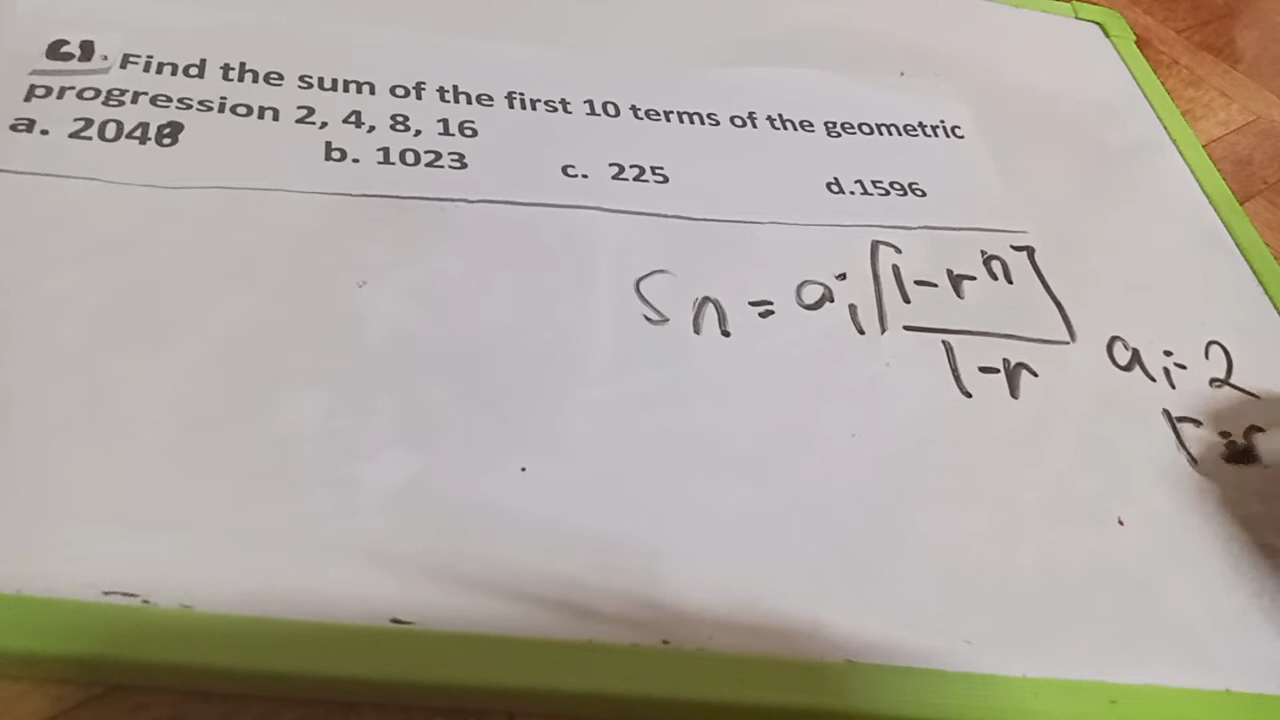 61. Find the sum of the first 10 terms of the geometric
progression 2, 4, 8, 16
a. 2048 b. 1023 c. 225 d.1596
Sn = a₁[1-rⁿ]
1-r
a₁=2
r=